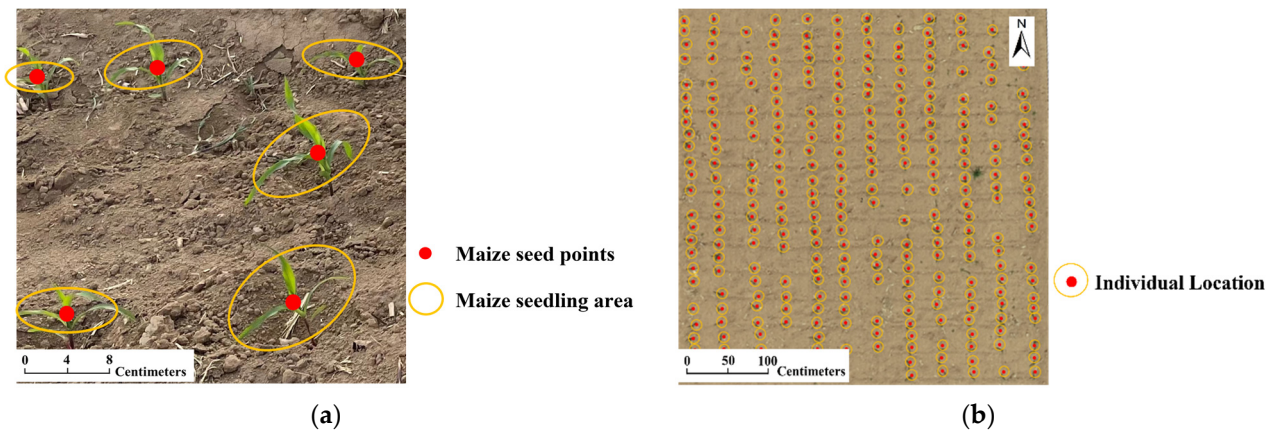 N
Maize seed points
Maize seedling area
Individual Location
0 4 8
Centimeters
0 50 100
Centimeters
(a)
(b)